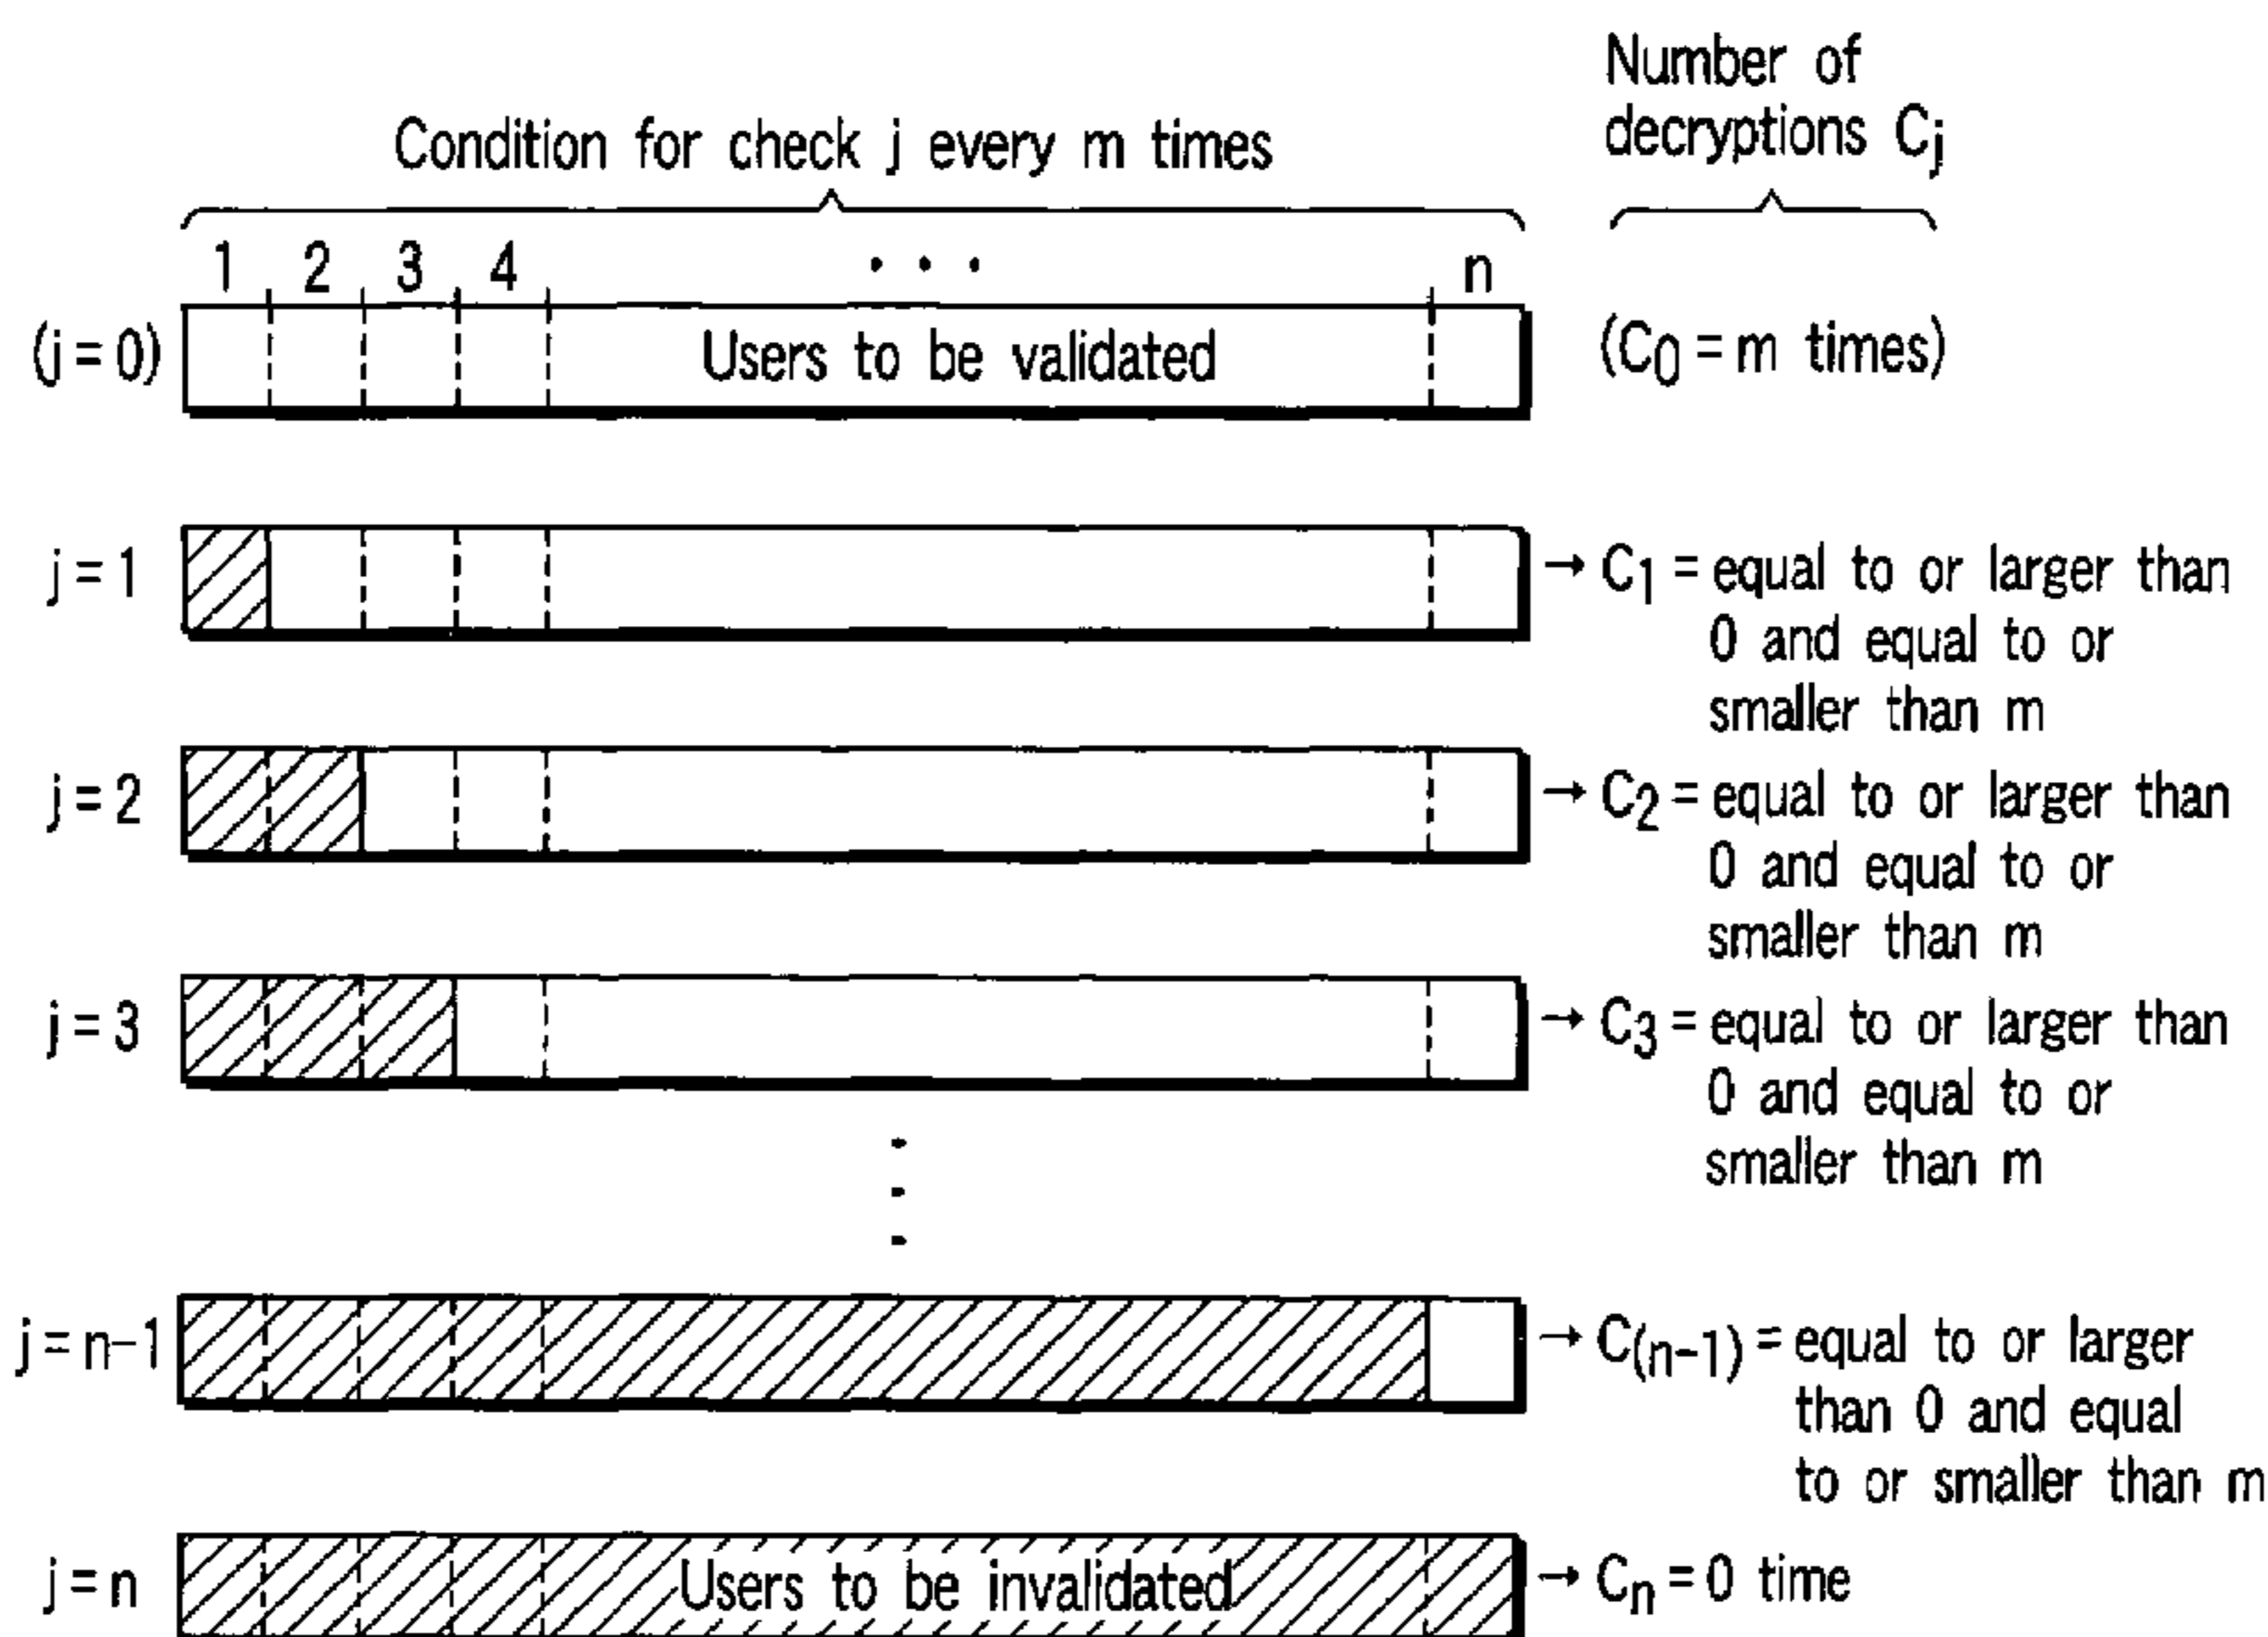 Number of
decryptions Cj
Condition for check j every m times
1 2 3 4 ... n
(j=0) Users to be validated (C0=m times)
j=1 → C1 = equal to or larger than
0 and equal to or
smaller than m
j=2 → C2 = equal to or larger than
0 and equal to or
smaller than m
j=3 → C3 = equal to or larger than
0 and equal to or
smaller than m
j=n-1 → C(n-1) = equal to or larger
than 0 and equal
to or smaller than m
j=n Users to be invalidated → Cn=0 time